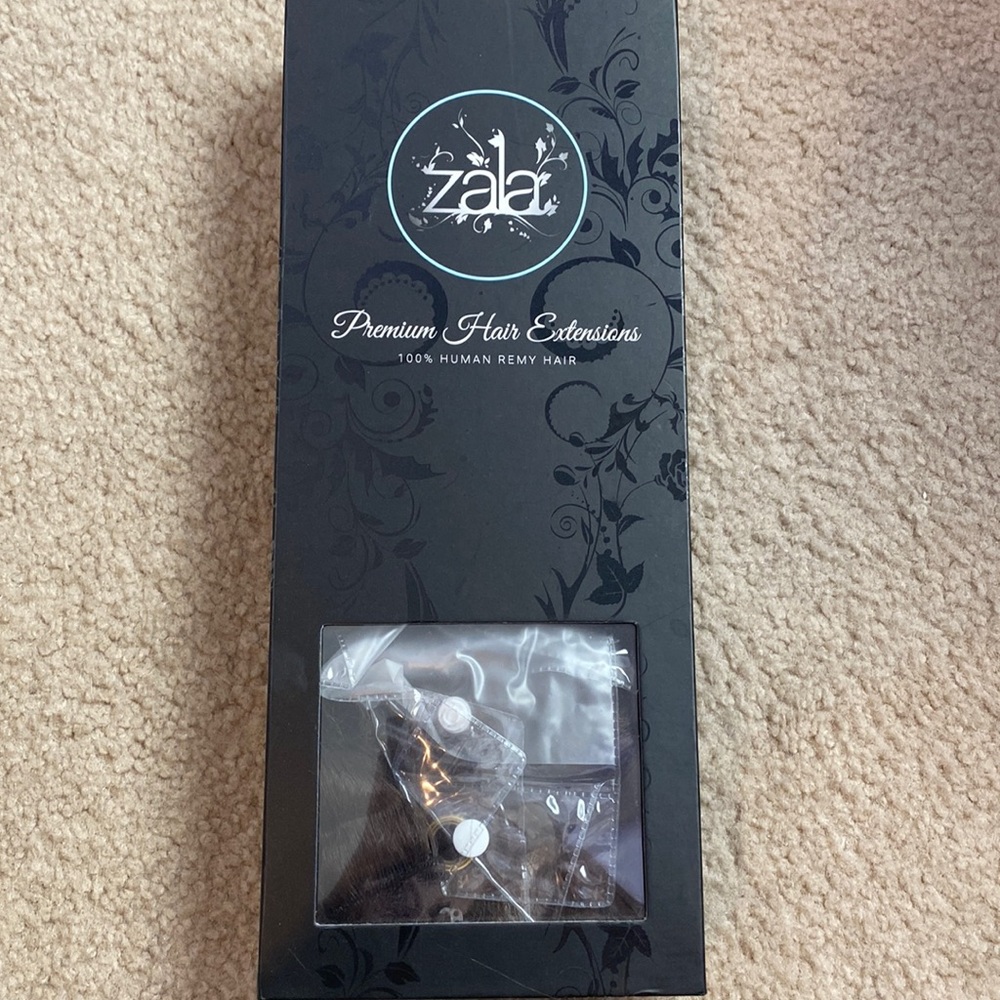 zala
Premium Hair Extensions
100% HUMAN REMY HAIR